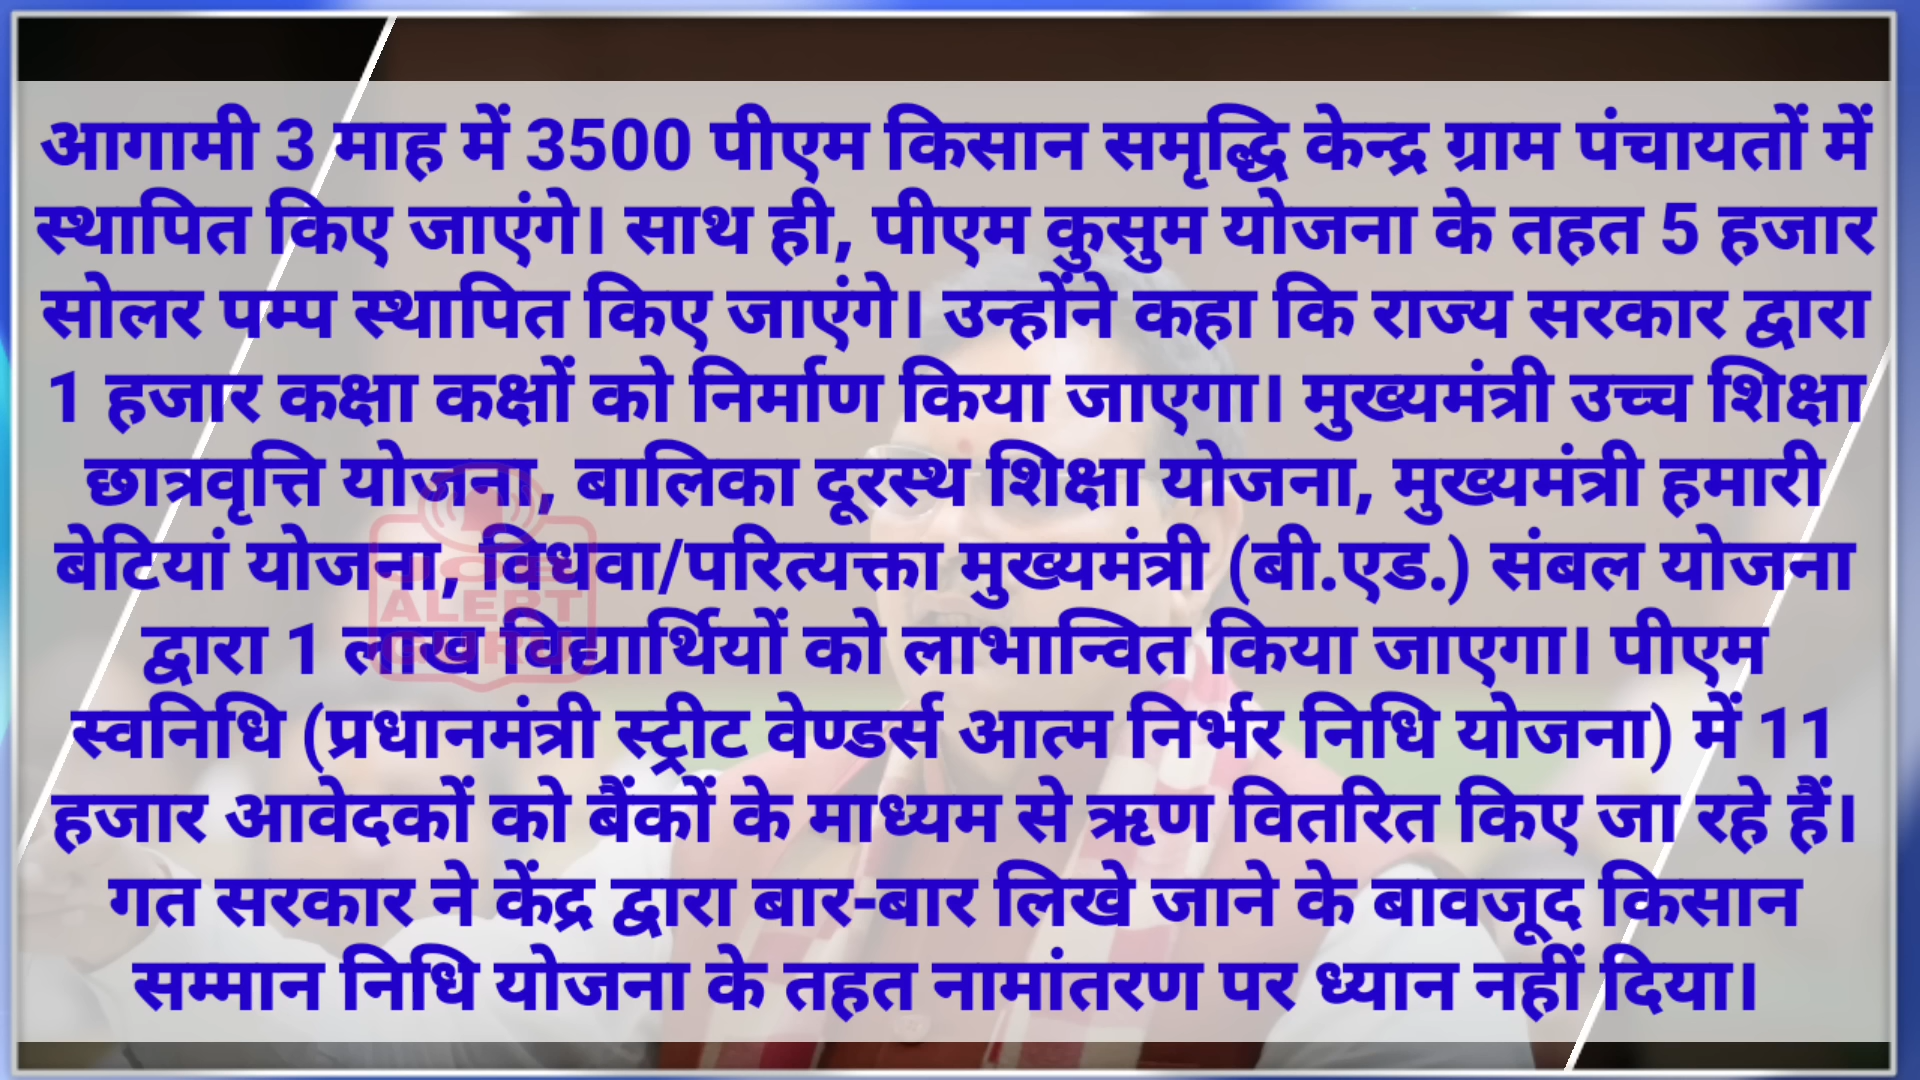 आगामी 3 माह में 3500 पीएम किसान समृद्धि केन्द्र ग्राम पंचायतों में
स्थापित किए जाएंगे। साथ ही, पीएम कुसुम योजना के तहत 5 हजार
सोलर पम्प स्थापित किए जाएंगे। उन्होंने कहा कि राज्य सरकार द्वारा
1 हजार कक्षा कक्षों को निर्माण किया जाएगा। मुख्यमंत्री उच्च शिक्षा
छात्रवृत्ति योजना, बालिका दूरस्थ शिक्षा योजना, मुख्यमंत्री हमारी
बेटियां योजना, विधवा/परित्यक्ता मुख्यमंत्री (बी.एड.) संबल योजना
द्वारा 1 लाख विद्यार्थियों को लाभान्वित किया जाएगा। पीएम
स्वनिधि (प्रधानमंत्री स्ट्रीट वेण्डर्स आत्म निर्भर निधि योजना) में 11
हजार आवेदकों को बैंकों के माध्यम से ऋण वितरित किए जा रहे हैं।
गत सरकार ने केंद्र द्वारा बार-बार लिखे जाने के बावजूद किसान
सम्मान निधि योजना के तहत नामांतरण पर ध्यान नहीं दिया।
JOB
ALERT
GURU